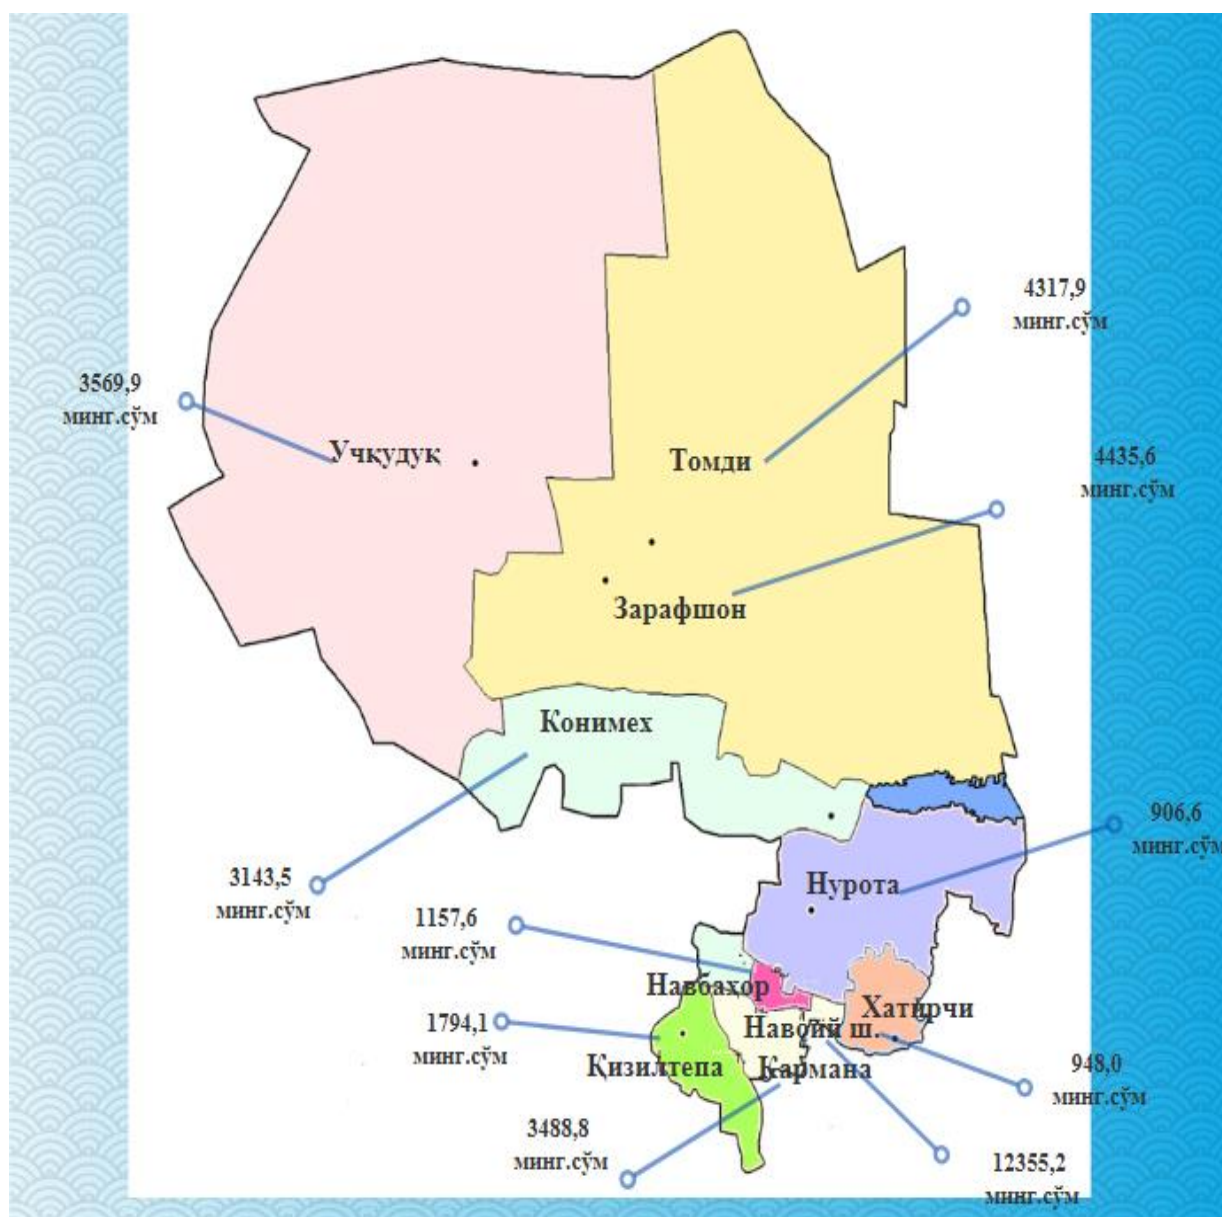 4317,9
минг.сўм
3569,9
минг.сўм
Учқудуқ
Томди
4435,6
минг.сўм
Зарафшон
Конимех
906,6
минг.сўм
3143,5
минг.сўм
Нурота
1157,6
минг.сўм
Навбаҳор
Хатирчи
1794,1
минг.сўм
Навоий ш.
Қизилтепа
Кармана
948,0
минг.сўм
3488,8
минг.сўм
12355,2
минг.сўм